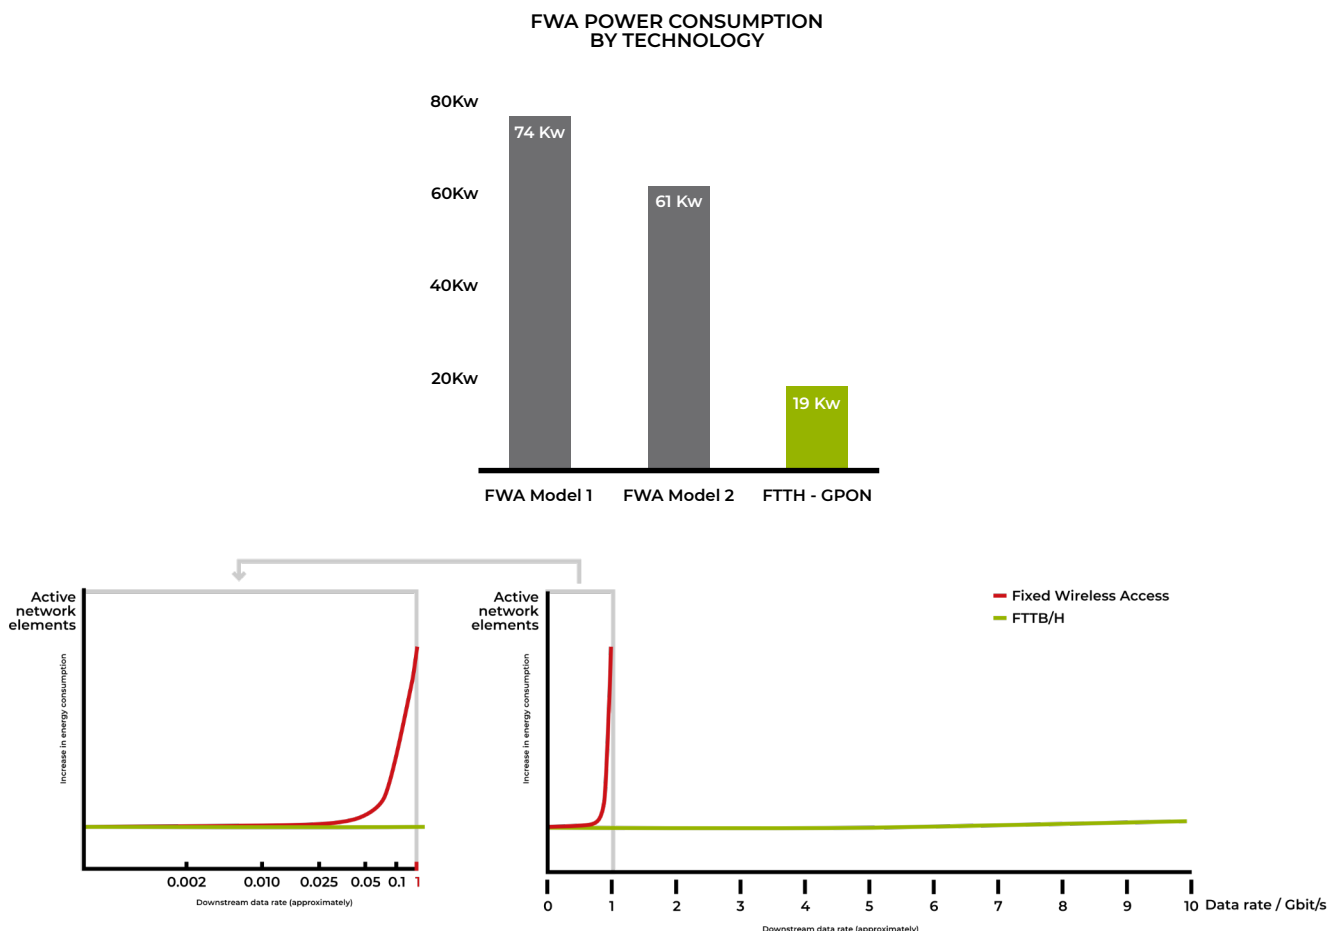 FWA POWER CONSUMPTION
BY TECHNOLOGY
80Kw
60Kw
40Kw
20Kw
74 Kw
61 Kw
19 Kw
FWA Model 1
FWA Model 2
FTTH - GPON
Active
network
elements
Increase in energy consumption
0.002
0.010
0.025
0.05
0.1
1
Downstream data rate (approximately)
Active
network
elements
Increase in energy consumption
Fixed Wireless Access
FTTB/H
0
1
2
3
4
5
6
7
8
9
10
Data rate / Gbit/s
Downstream data rate (approximately)